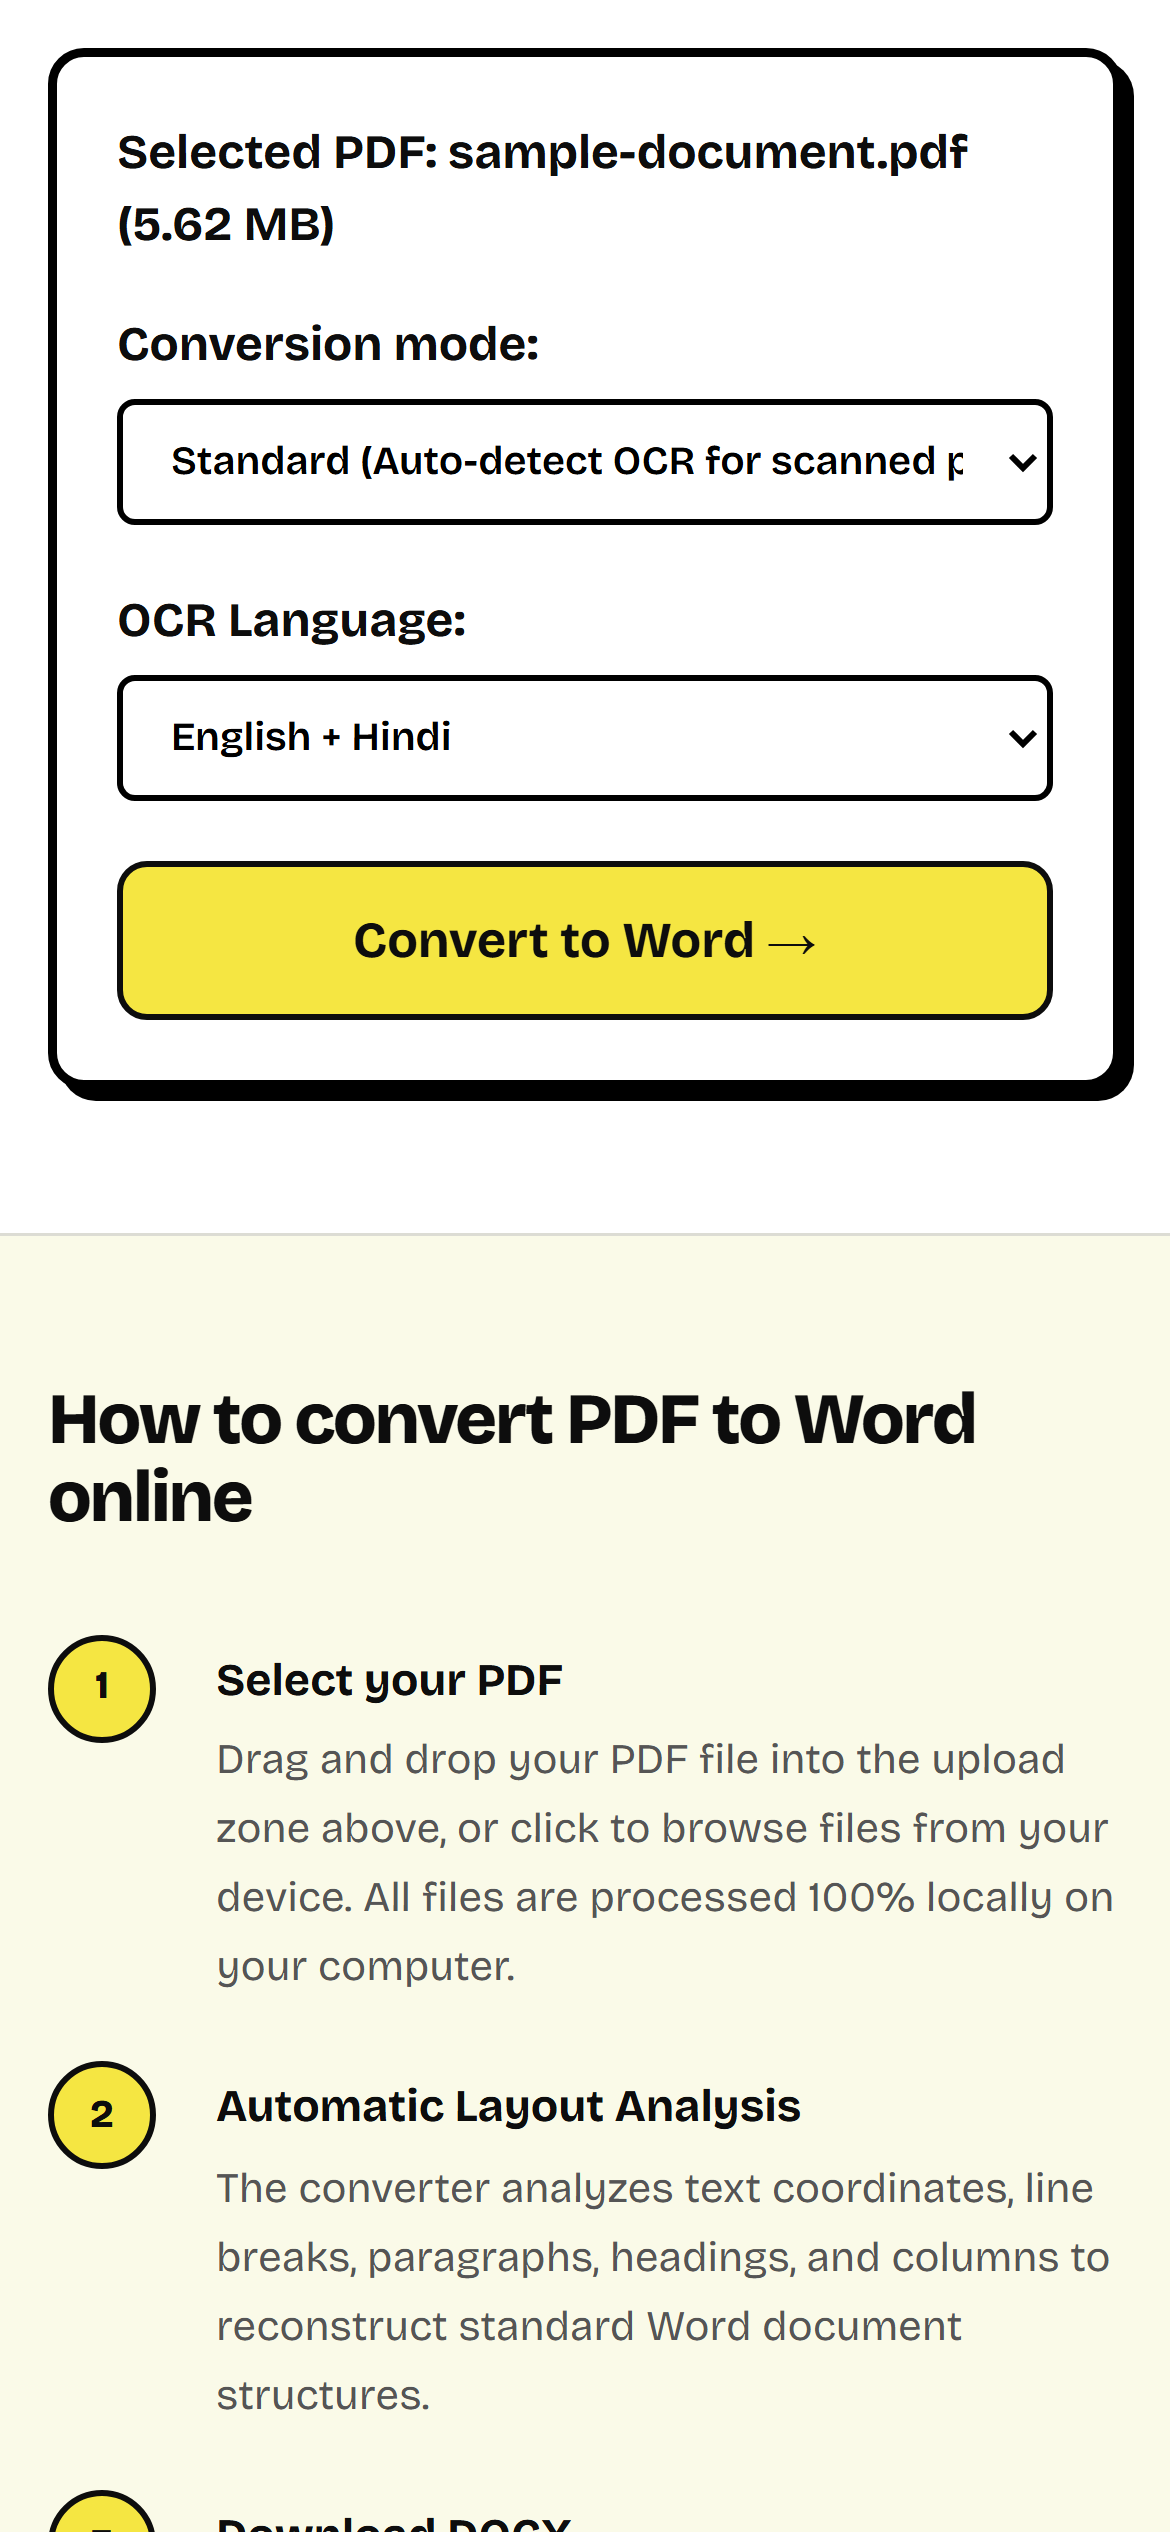 Selected PDF: sample-document.pdf
(5.62 MB)
Conversion mode:
Standard (Auto-detect OCR for scanned
OCR Language:
English + Hindi
Convert to Word →
How to convert PDF to Word
online
1
Select your PDF
Drag and drop your PDF file into the upload
zone above, or click to browse files from your
device. All files are processed 100% locally on
your computer.
2
Automatic Layout Analysis
The converter analyzes text coordinates, line
breaks, paragraphs, headings, and columns to
reconstruct standard Word document
structures.
Download DOCX